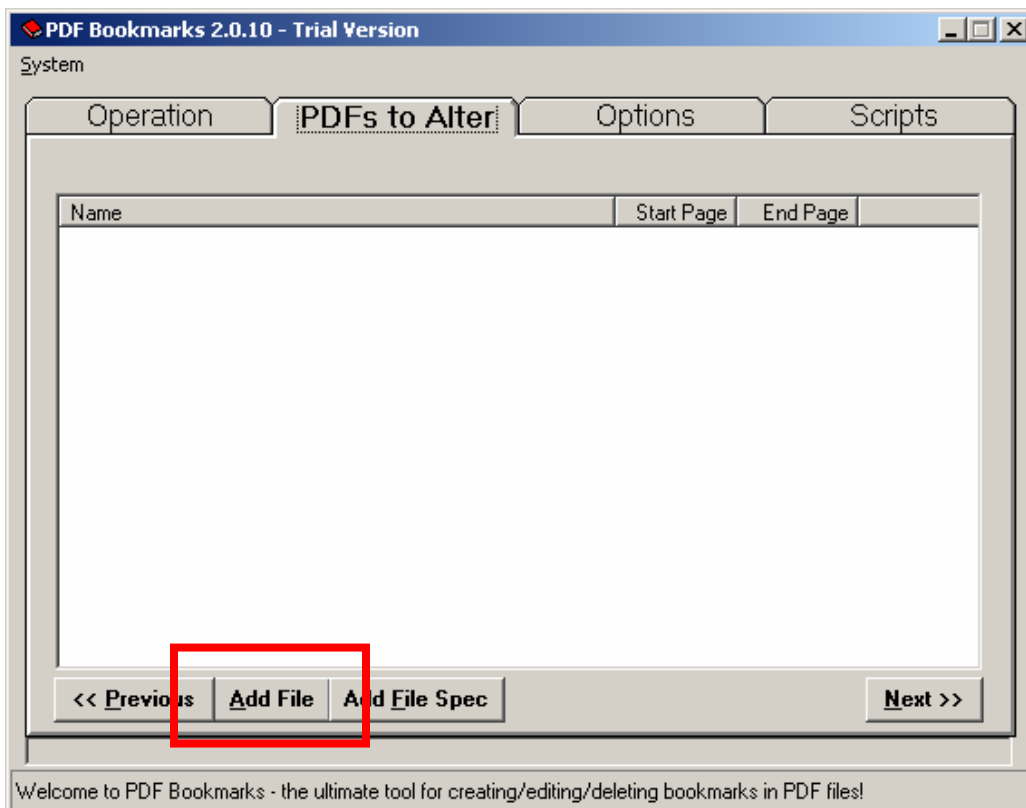 PDF Bookmarks 2.0.10 - Trial Version
System
Operation PDFs to Alter Options Scripts
Name Start Page End Page
<< Previous Add File Add File Spec Next >>
Welcome to PDF Bookmarks - the ultimate tool for creating/editing/deleting bookmarks in PDF files!